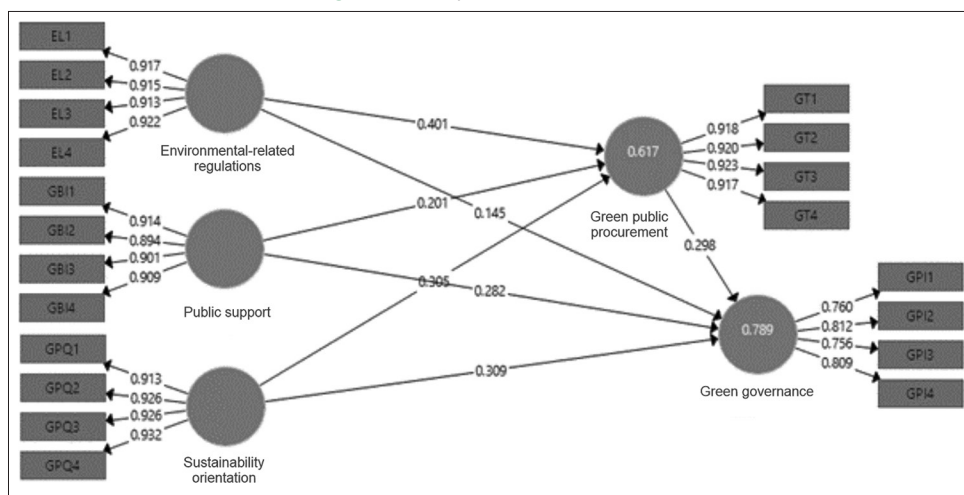 EL1
EL2
EL3
EL4
0.917
0.915
0.913
0.922
Environmental-related
regulations
GBI1
GBI2
GBI3
GBI4
0.914
0.894
0.901
0.909
Public support
GPQ1
GPQ2
GPQ3
GPQ4
0.913
0.926
0.926
0.932
Sustainability
orientation
0.401
0.201
0.145
0.305
0.282
0.309
0.617
Green public
procurement
0.298
0.918
0.920
0.923
0.917
GT1
GT2
GT3
GT4
0.789
Green governance
0.760
0.812
0.756
0.809
GPI1
GPI2
GPI3
GPI4